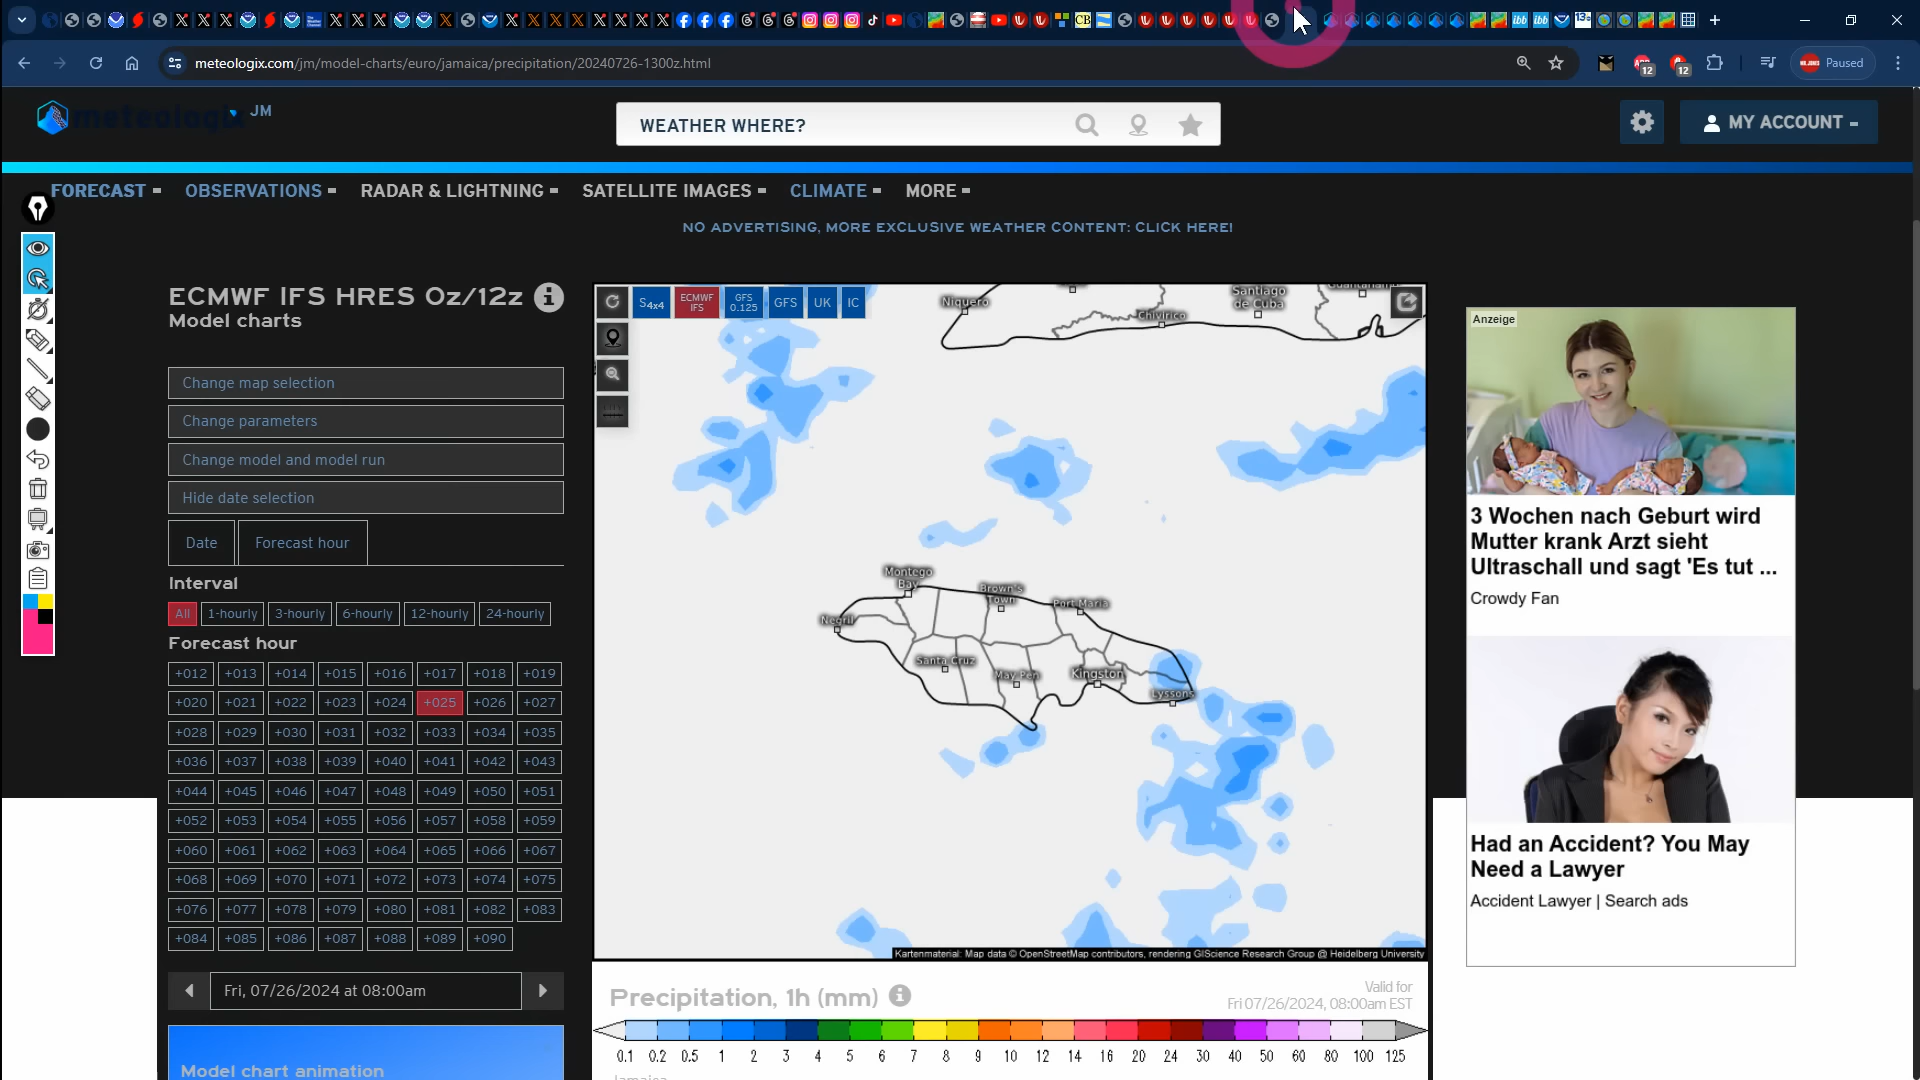 meteologix.com/jm/model-charts/euro/jamaica/precipitation/20240726-1300z.html
12
12
Paused
meteologix JM
WEATHER WHERE?
MY ACCOUNT
FORECAST OBSERVATIONS RADAR & LIGHTNING SATELLITE IMAGES CLIMATE MORE
NO ADVERTISING, MORE EXCLUSIVE WEATHER CONTENT: CLICK HERE!
ECMWF IFS HRES 0z/12z
Model charts
Change map selection
Change parameters
Change model and model run
Hide date selection
Date Forecast hour
Interval
All 1-hourly 3-hourly 6-hourly 12-hourly 24-hourly
Forecast hour
+012 +013 +014 +015 +016 +017 +018 +019
+020 +021 +022 +023 +024 +025 +026 +027
+028 +029 +030 +031 +032 +033 +034 +035
+036 +037 +038 +039 +040 +041 +042 +043
+044 +045 +046 +047 +048 +049 +050 +051
+052 +053 +054 +055 +056 +057 +058 +059
+060 +061 +062 +063 +064 +065 +066 +067
+068 +069 +070 +071 +072 +073 +074 +075
+076 +077 +078 +079 +080 +081 +082 +083
+084 +085 +086 +087 +088 +089 +090
Fri, 07/26/2024 at 08:00am
Model chart animation
S4x4 ECMWF IFS GFS 0.125 GFS UK IC
Niquero
Chivirico
Santiago
de Cuba
Guantanamo
Montego
Bay
Brown's
Town
Port Maria
Negril
Santa Cruz
May Pen
Kingston
Lyssons
Kartenmaterial: Map data © OpenStreetMap contributors, rendering GIScience Research Group @ Heidelberg University
Precipitation, 1h (mm)
Valid for
Fri 07/26/2024, 08:00am EST
0.1 0.2 0.5 1 2 3 4 5 6 7 8 9 10 12 14 16 20 24 30 40 50 60 80 100 125
Jamaica
Anzeige
3 Wochen nach Geburt wird
Mutter krank Arzt sieht
Ultraschall und sagt 'Es tut ...
Crowdy Fan
Had an Accident? You May
Need a Lawyer
Accident Lawyer | Search ads